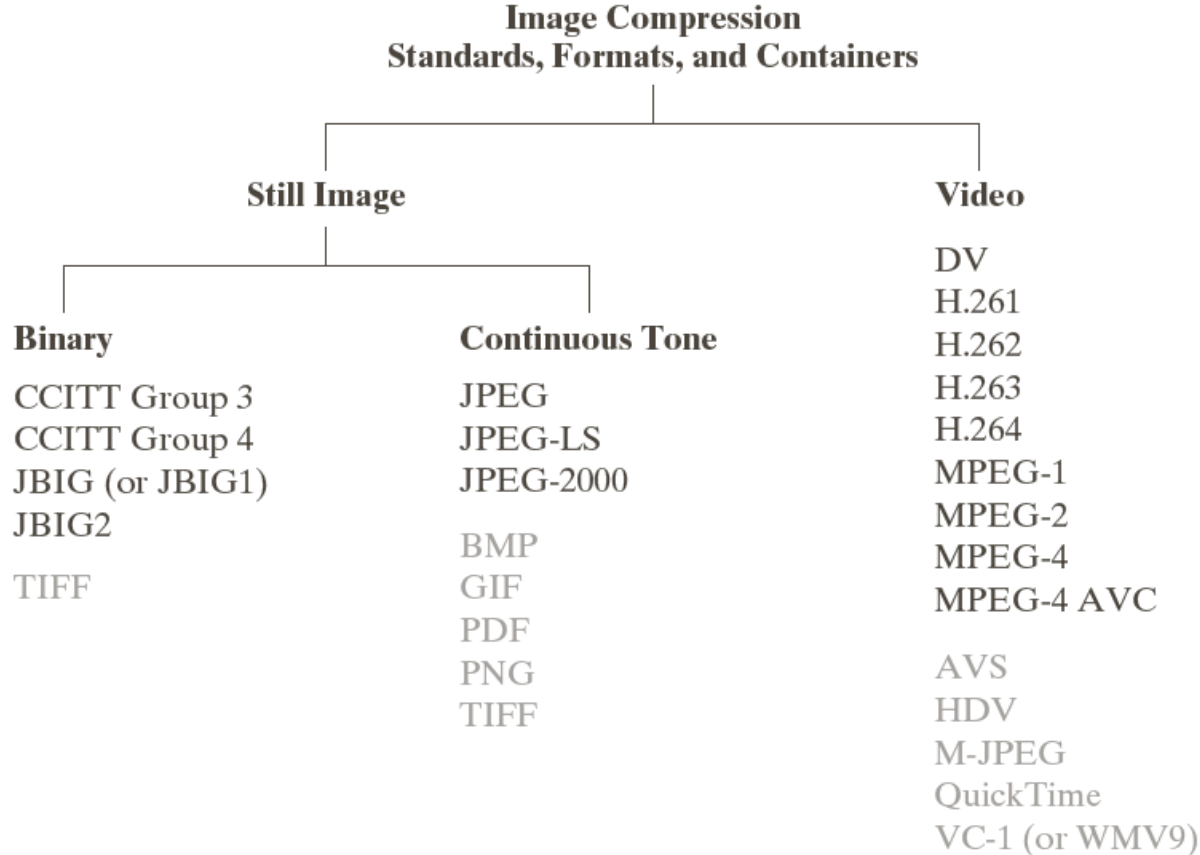 Image Compression
Standards, Formats, and Containers
Still Image
Binary
CCITT Group 3
CCITT Group 4
JBIG (or JBIG1)
JBIG2
TIFF
Continuous Tone
JPEG
JPEG-LS
JPEG-2000
BMP
GIF
PDF
PNG
TIFF
Video
DV
H.261
H.262
H.263
H.264
MPEG-1
MPEG-2
MPEG-4
MPEG-4 AVC
AVS
HDV
M-JPEG
QuickTime
VC-1 (or WMV9)